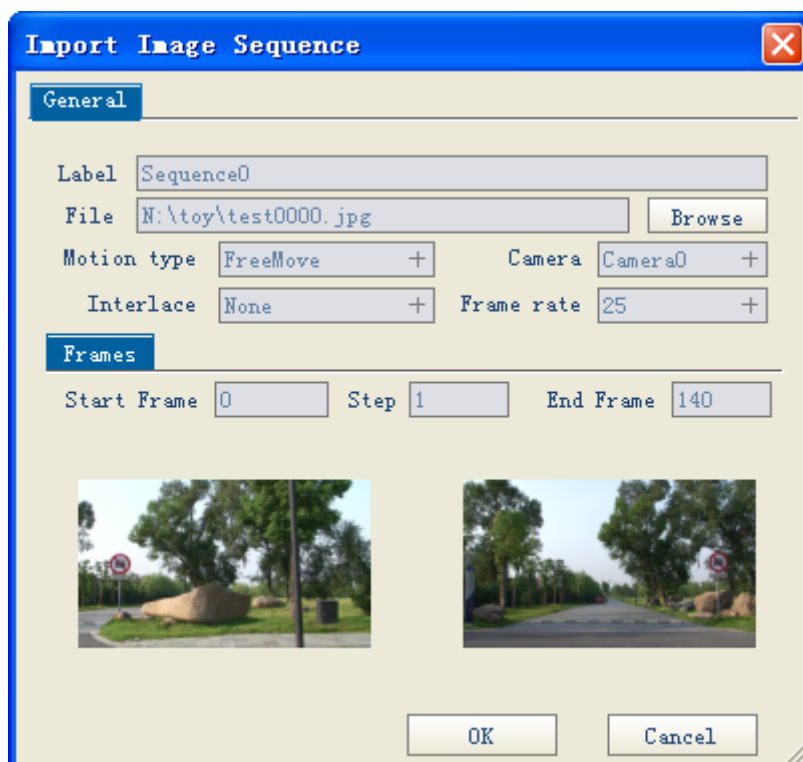 Import Image Sequence
General
Label Sequence0
File N:\toy\test0000.jpg Browse
Motion type FreeMove + Camera Camera0 +
Interlace None + Frame rate 25 +
Frames
Start Frame 0 Step 1 End Frame 140
OK Cancel